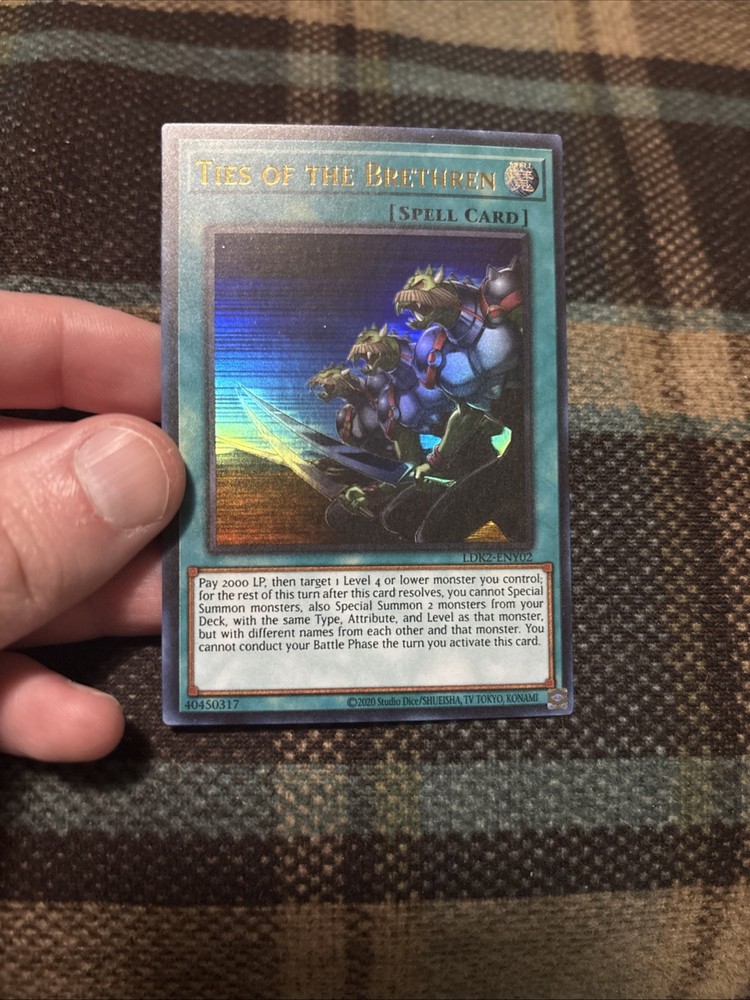 TIES OF THE BRETHREN
SPELL
魔
[SPELL CARD]
LDK2-ENY02
Pay 2000 LP, then target 1 Level 4 or lower monster you control;
for the rest of this turn after this card resolves, you cannot Special
Summon monsters, also Special Summon 2 monsters from your
Deck, with the same Type, Attribute, and Level as that monster,
but with different names from each other and that monster. You
cannot conduct your Battle Phase the turn you activate this card.
40450317
©2020 Studio Dice/SHUEISHA, TV TOKYO, KONAMI